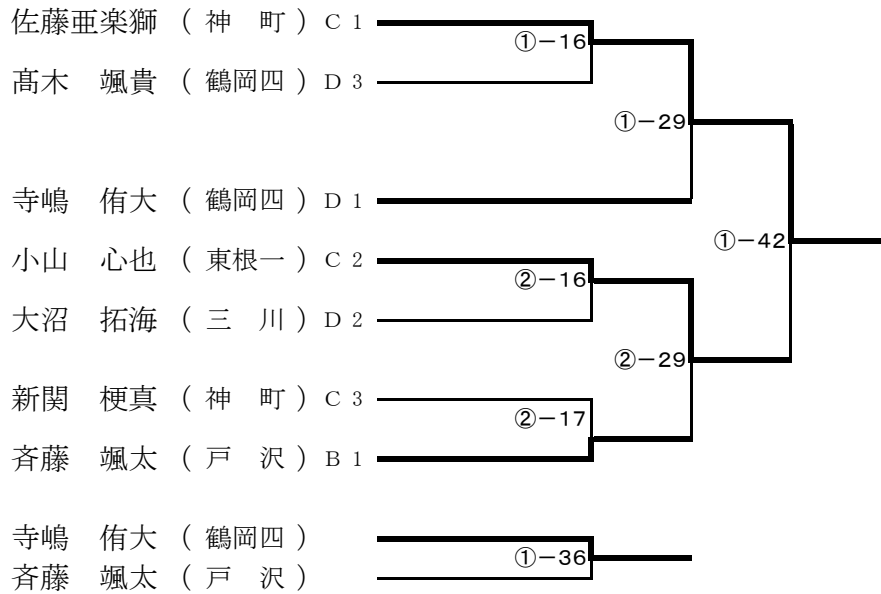 佐藤亜楽獅 ( 神　町 ) C 1
①－16
髙木　颯貴 ( 鶴岡四 ) D 3
①－29
寺嶋　侑大 ( 鶴岡四 ) D 1
①－42
小山　心也 ( 東根一 ) C 2
②－16
大沼　拓海 ( 三　川 ) D 2
②－29
新関　梗真 ( 神　町 ) C 3
②－17
斉藤　颯太 ( 戸　沢 ) B 1
寺嶋　侑大 ( 鶴岡四 )
①－36
斉藤　颯太 ( 戸　沢 )